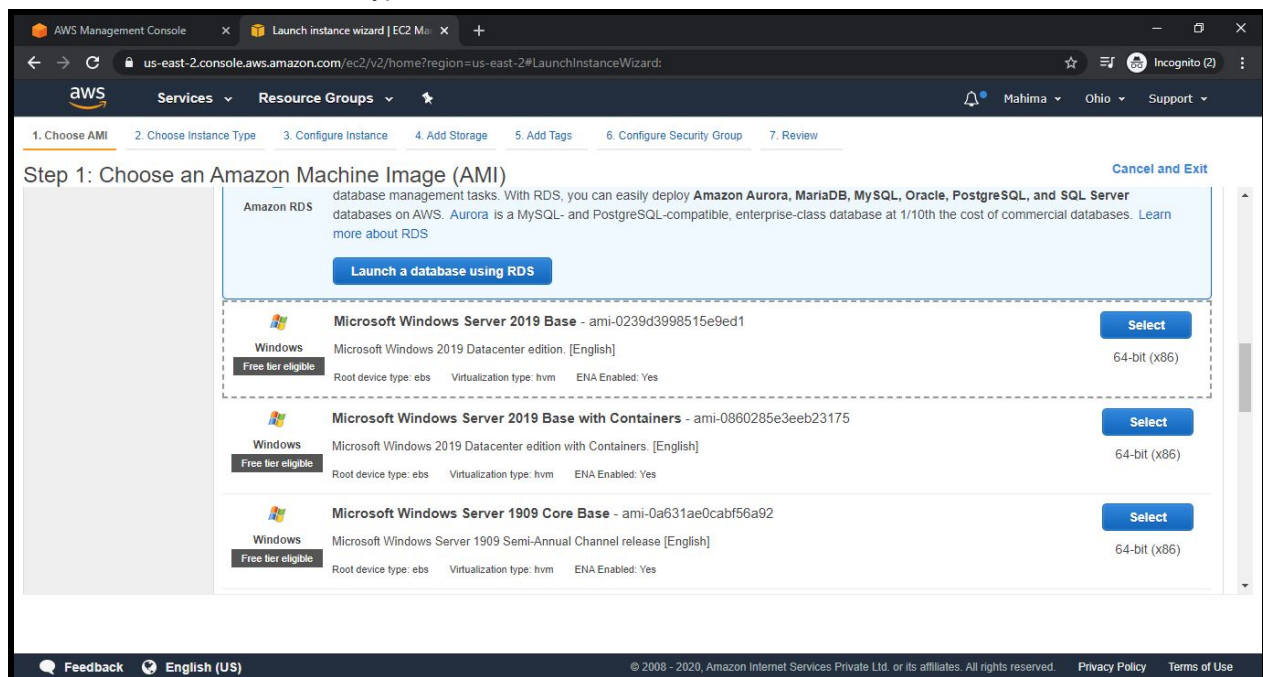 AWS Management Console
Launch instance wizard | EC2 Ma
us-east-2.console.aws.amazon.com/ec2/v2/home?region=us-east-2#LaunchInstanceWizard:
Incognito (2)
aws Services Resource Groups Mahima Ohio Support
1. Choose AMI 2. Choose Instance Type 3. Configure Instance 4. Add Storage 5. Add Tags 6. Configure Security Group 7. Review
Step 1: Choose an Amazon Machine Image (AMI) Cancel and Exit
Amazon RDS
database management tasks. With RDS, you can easily deploy Amazon Aurora, MariaDB, MySQL, Oracle, PostgreSQL, and SQL Server
databases on AWS. Aurora is a MySQL- and PostgreSQL-compatible, enterprise-class database at 1/10th the cost of commercial databases. Learn
more about RDS
Launch a database using RDS
Windows
Free tier eligible
Microsoft Windows Server 2019 Base - ami-0239d3998515e9ed1
Microsoft Windows 2019 Datacenter edition. [English]
Root device type: ebs Virtualization type: hvm ENA Enabled: Yes
Select
64-bit (x86)
Windows
Free tier eligible
Microsoft Windows Server 2019 Base with Containers - ami-0860285e3eeb23175
Microsoft Windows 2019 Datacenter edition with Containers. [English]
Root device type: ebs Virtualization type: hvm ENA Enabled: Yes
Select
64-bit (x86)
Windows
Free tier eligible
Microsoft Windows Server 1909 Core Base - ami-0a631ae0cabf56a92
Microsoft Windows Server 1909 Semi-Annual Channel release [English]
Root device type: ebs Virtualization type: hvm ENA Enabled: Yes
Select
64-bit (x86)
Feedback English (US) © 2008 - 2020, Amazon Internet Services Private Ltd. or its affiliates. All rights reserved. Privacy Policy Terms of Use